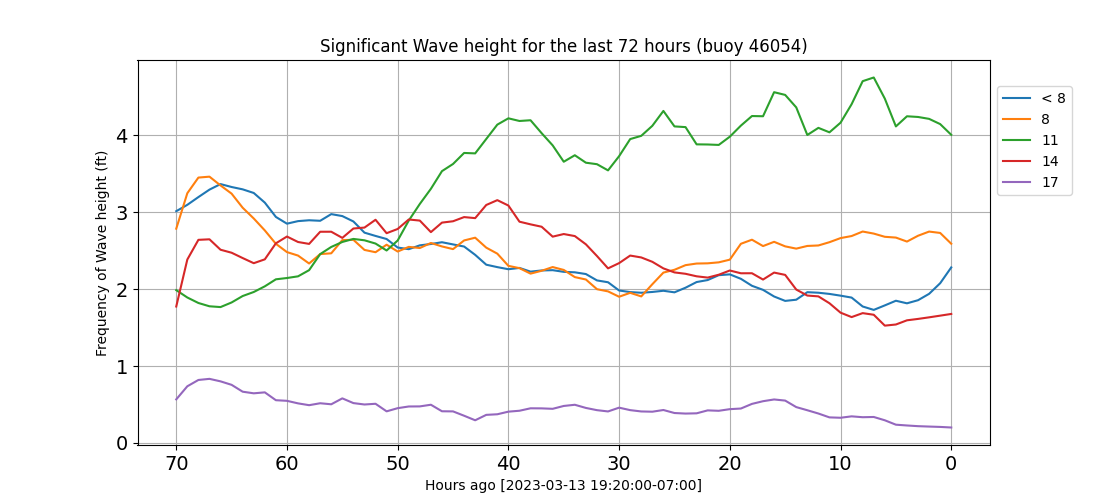 Significant Wave height for the last 72 hours (buoy 46054)
Frequency of Wave height (ft)
4
3
2
1
0
70 60 50 40 30 20 10 0
Hours ago [2023-03-13 19:20:00-07:00]
< 8
8
11
14
17